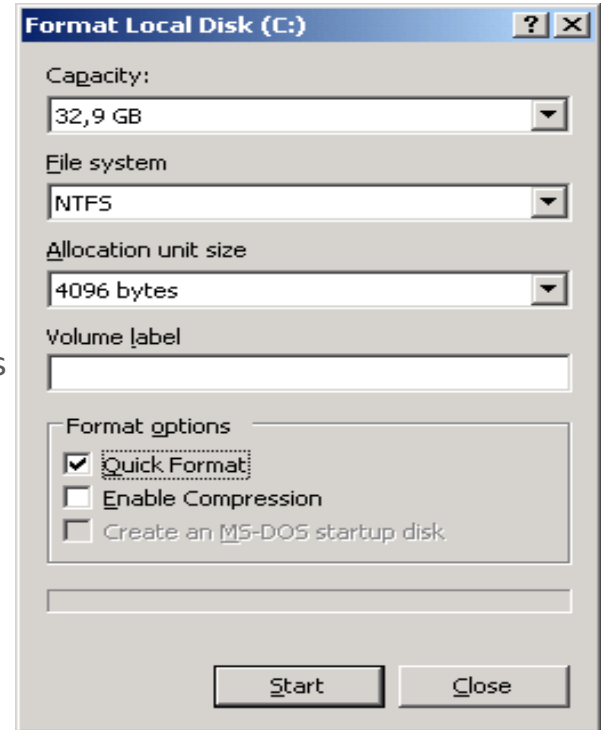 Format Local Disk (C:)
Capacity:
32,9 GB
File system
NTFS
Allocation unit size
4096 bytes
Volume label
s
Format options
Quick Format
Enable Compression
Create an MS-DOS startup disk
Start
Close